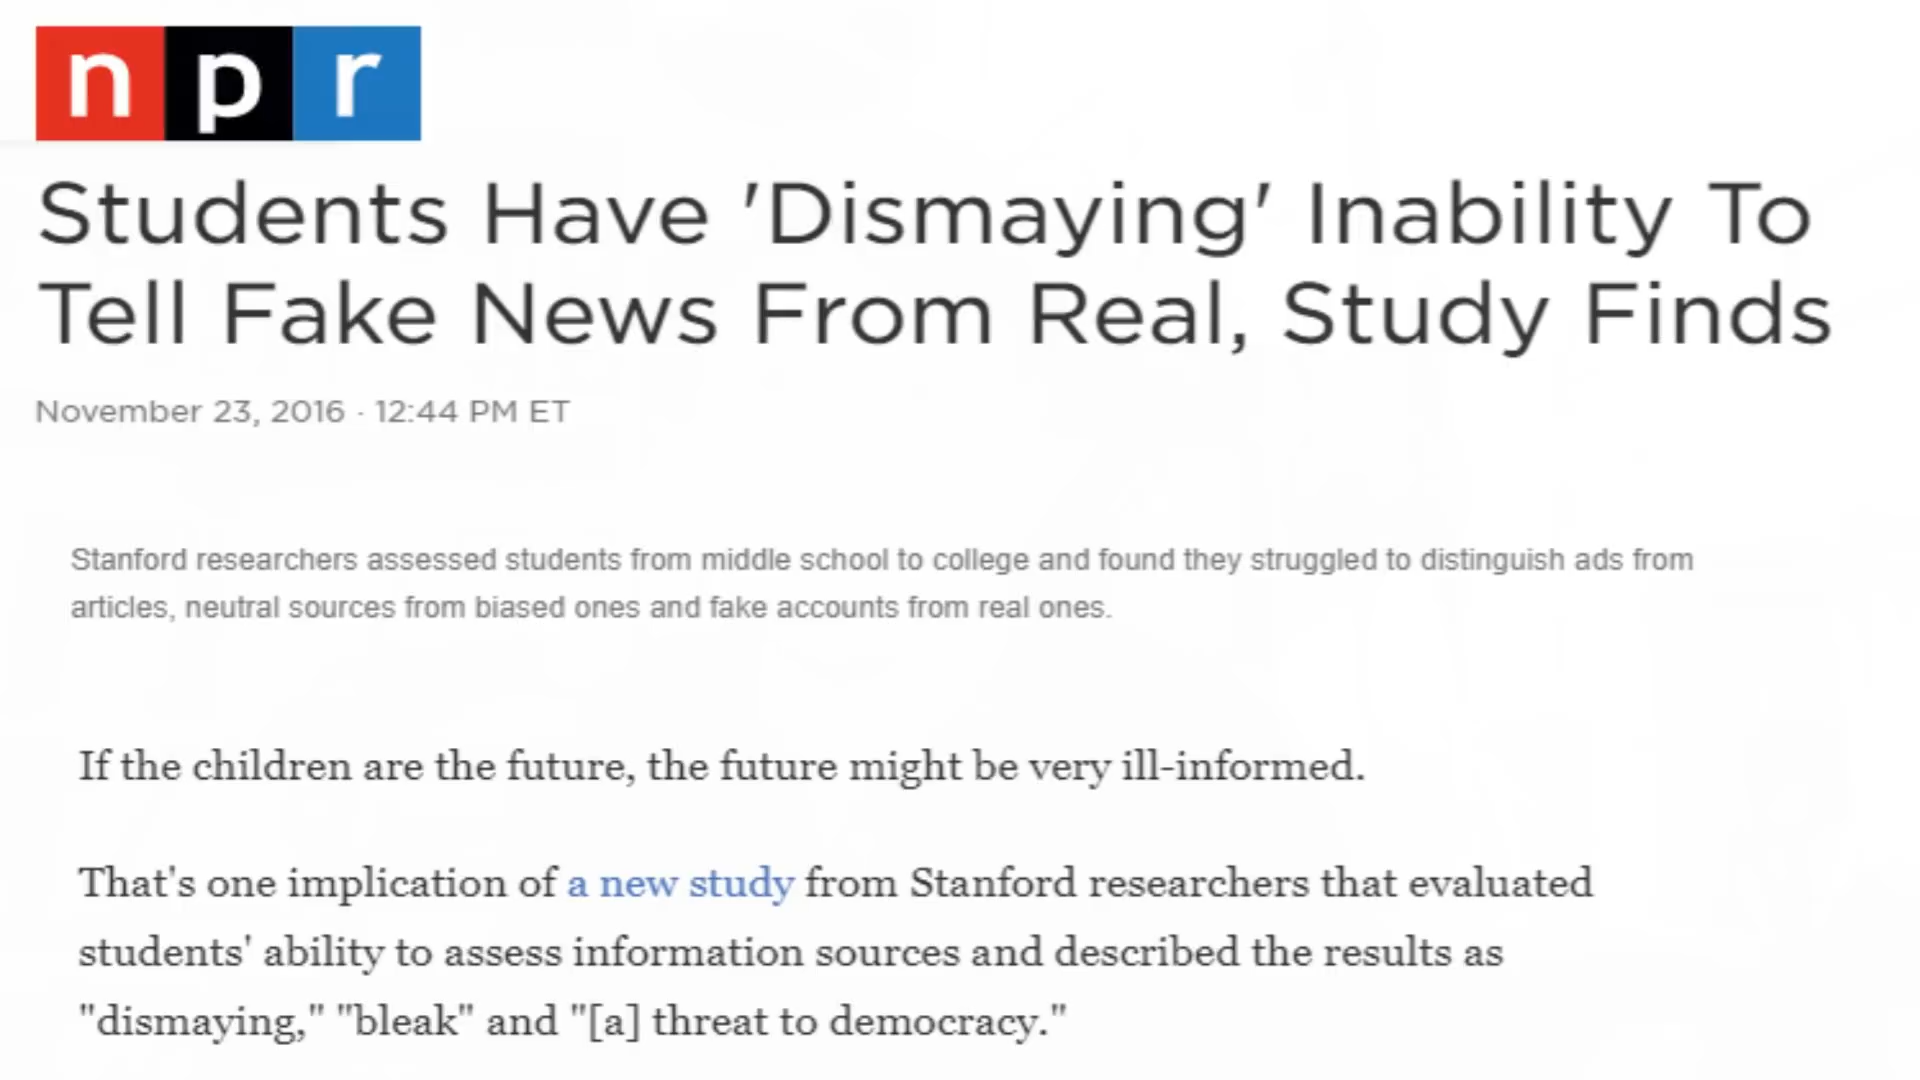 npr
Students Have 'Dismaying' Inability To
Tell Fake News From Real, Study Finds
November 23, 2016 · 12:44 PM ET
Stanford researchers assessed students from middle school to college and found they struggled to distinguish ads from
articles, neutral sources from biased ones and fake accounts from real ones.
If the children are the future, the future might be very ill-informed.
That's one implication of a new study from Stanford researchers that evaluated
students' ability to assess information sources and described the results as
"dismaying," "bleak" and "[a] threat to democracy."